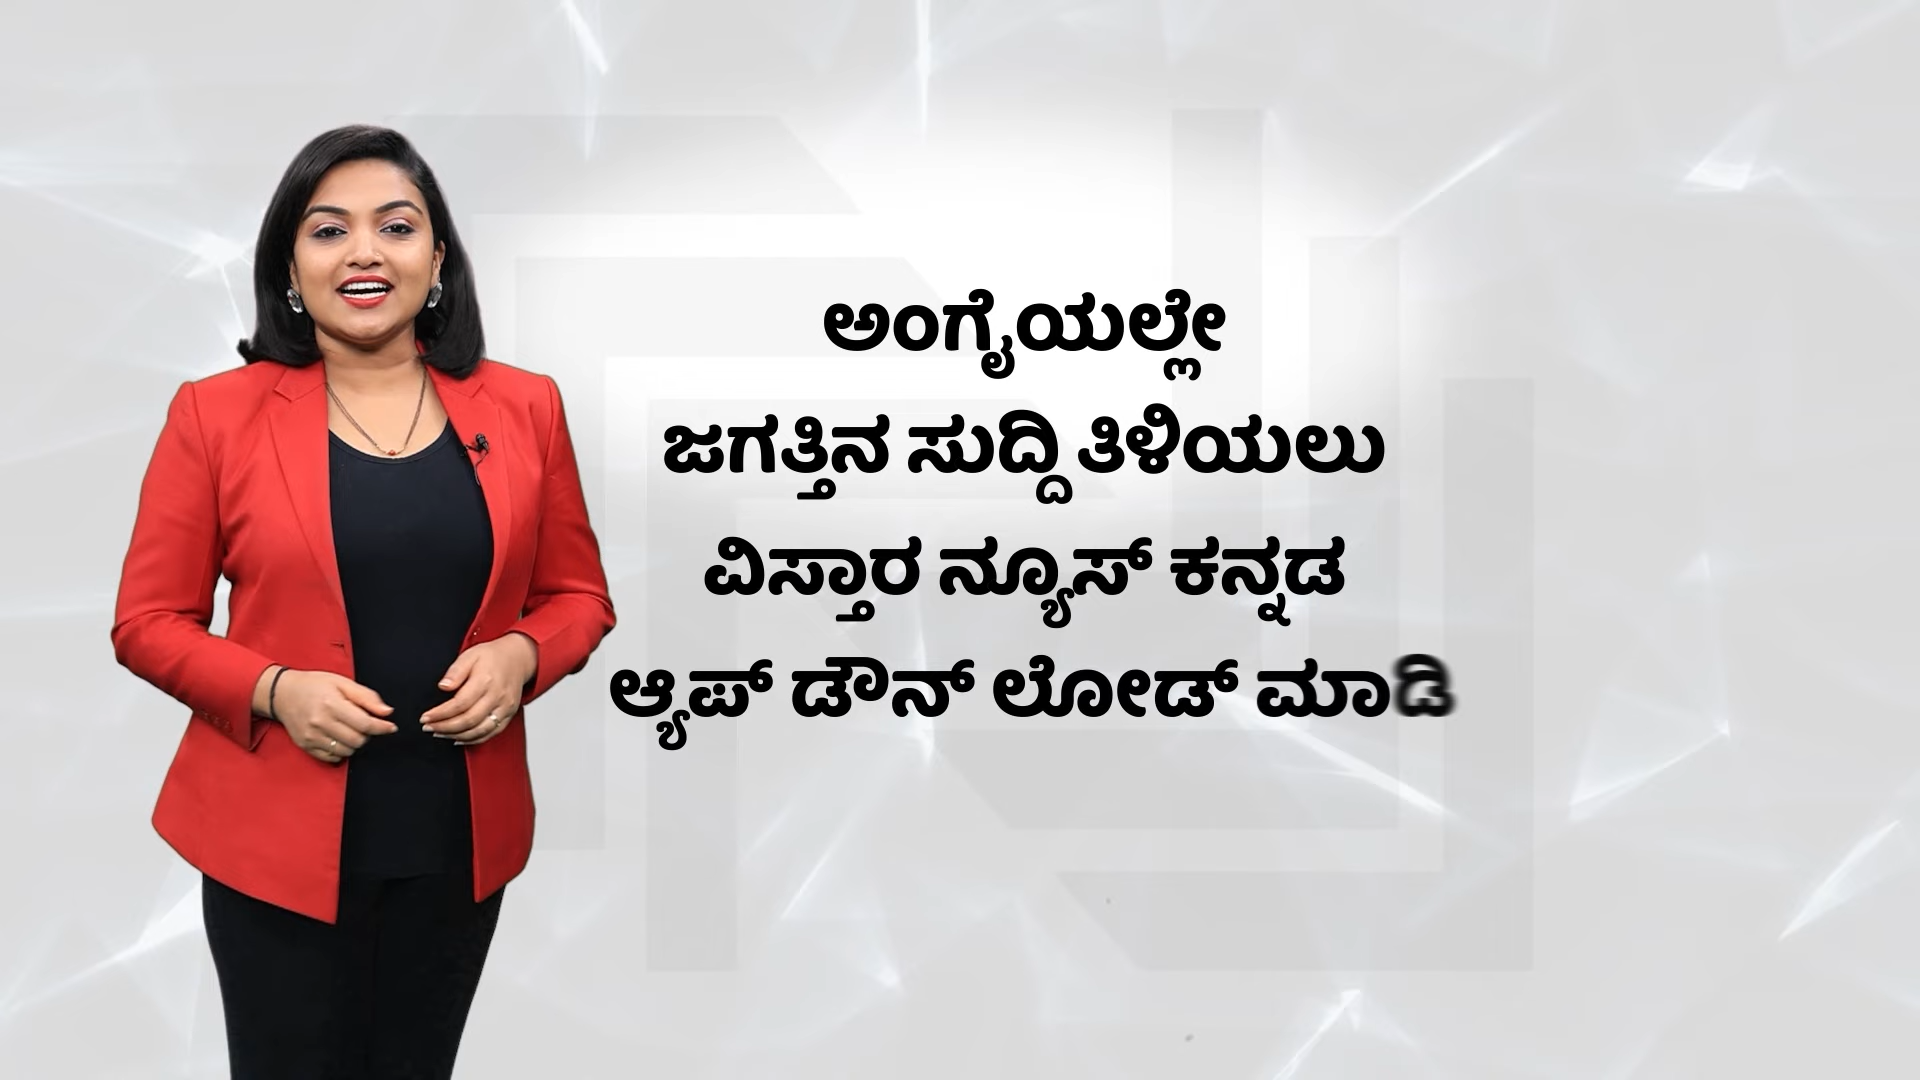 ಅಂಗೈಯಲ್ಲೇ
ಜಗತ್ತಿನ ಸುದ್ದಿ ತಿಳಿಯಲು
ವಿಸ್ತಾರ ನ್ಯೂಸ್ ಕನ್ನಡ
ಆ್ಯಪ್ ಡೌನ್ ಲೋಡ್ ಮಾಡಿ